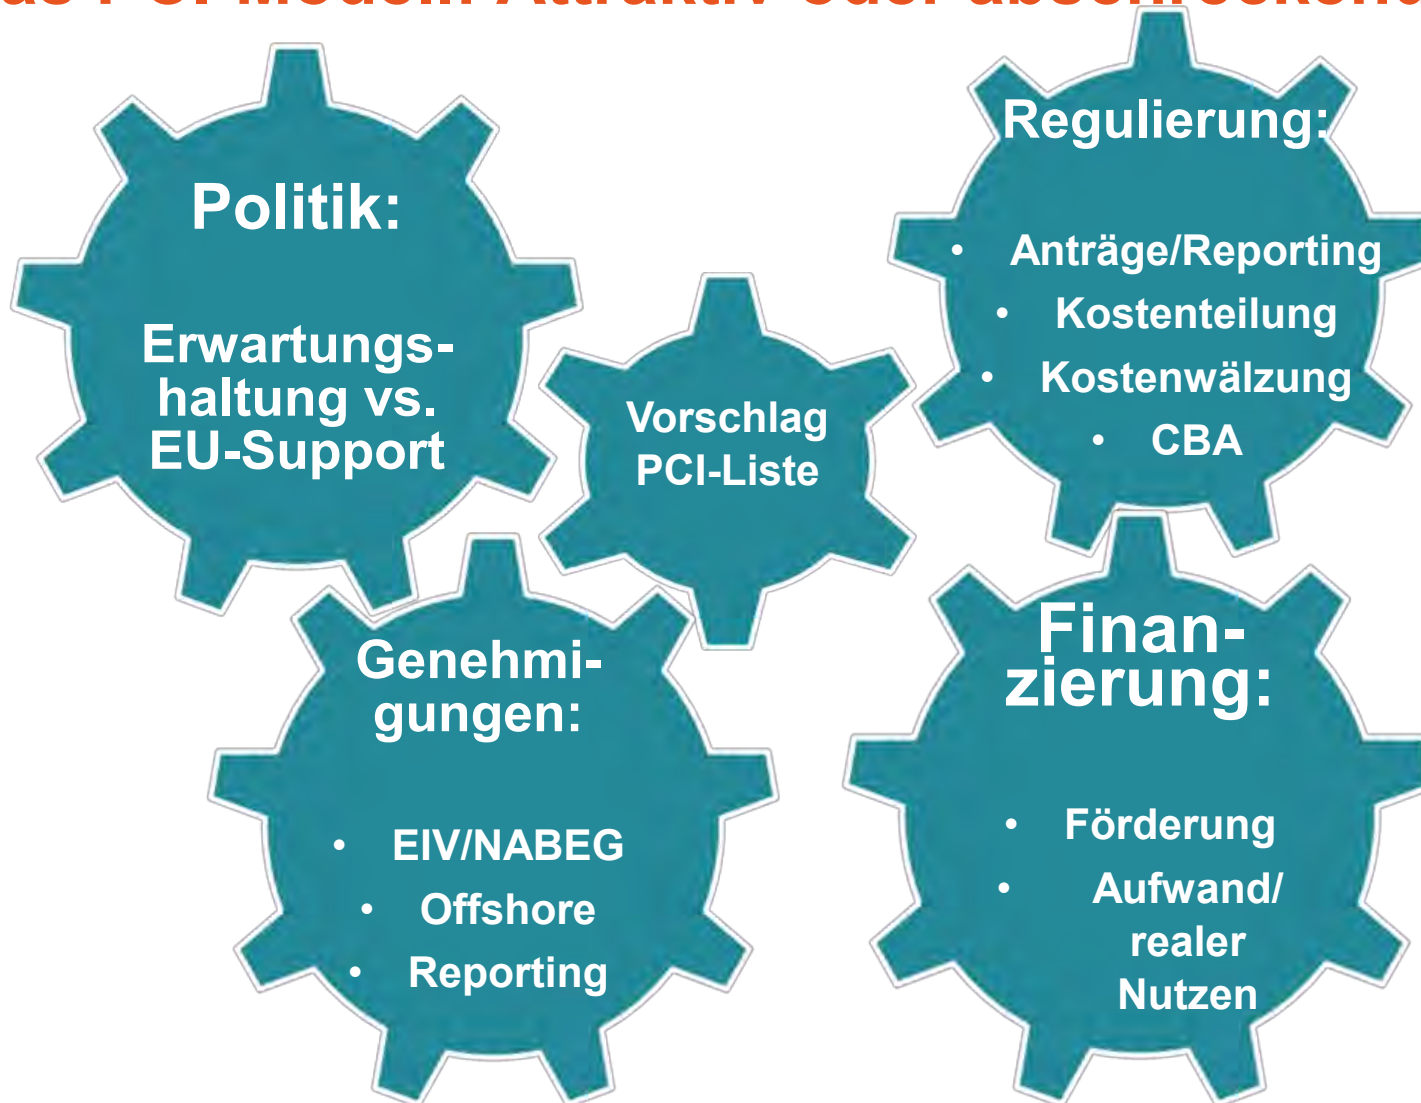 Politik:
Erwartungs-
haltung vs.
EU-Support
Vorschlag
PCI-Liste
Regulierung:
• Anträge/Reporting
• Kostenteilung
• Kostenwälzung
• CBA
Genehmi-
gungen:
• EIV/NABEG
• Offshore
• Reporting
Finan-
zierung:
• Förderung
• Aufwand/
realer
Nutzen